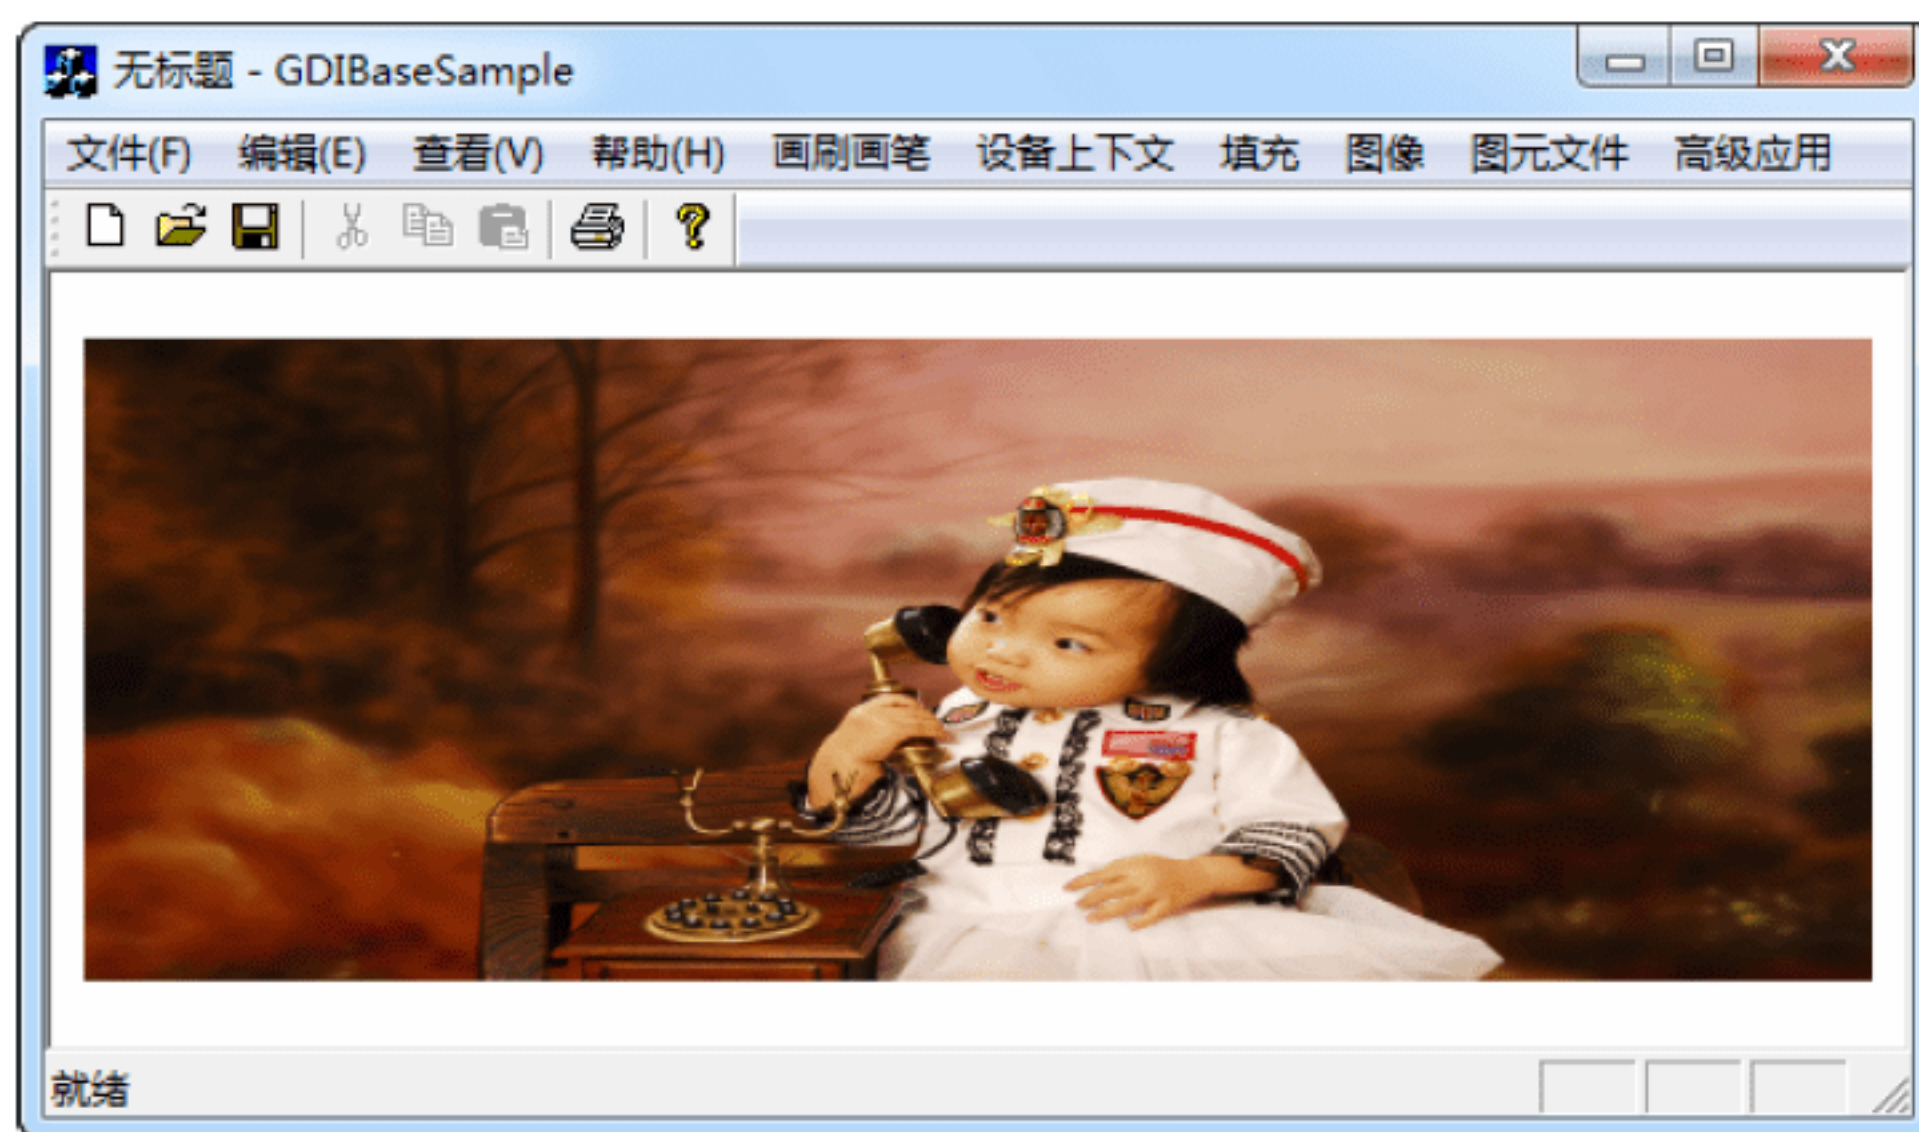 无标题 - GDIBaseSample
文件(F) 编辑(E) 查看(V) 帮助(H) 画刷画笔 设备上下文 填充 图像 图元文件 高级应用
就绪